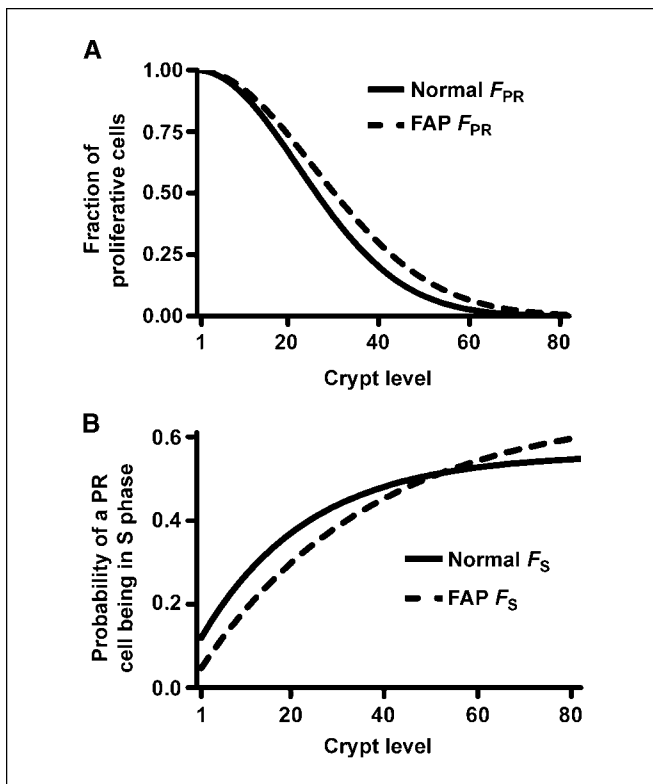 A
1.00
0.75
0.50
0.25
0.00
Fraction of
proliferative cells
Normal FPR
FAP FPR
1 20 40 60 80
Crypt level
B
0.6
0.4
0.2
0.0
Probability of a PR
cell being in S phase
Normal FS
FAP FS
1 20 40 60 80
Crypt level